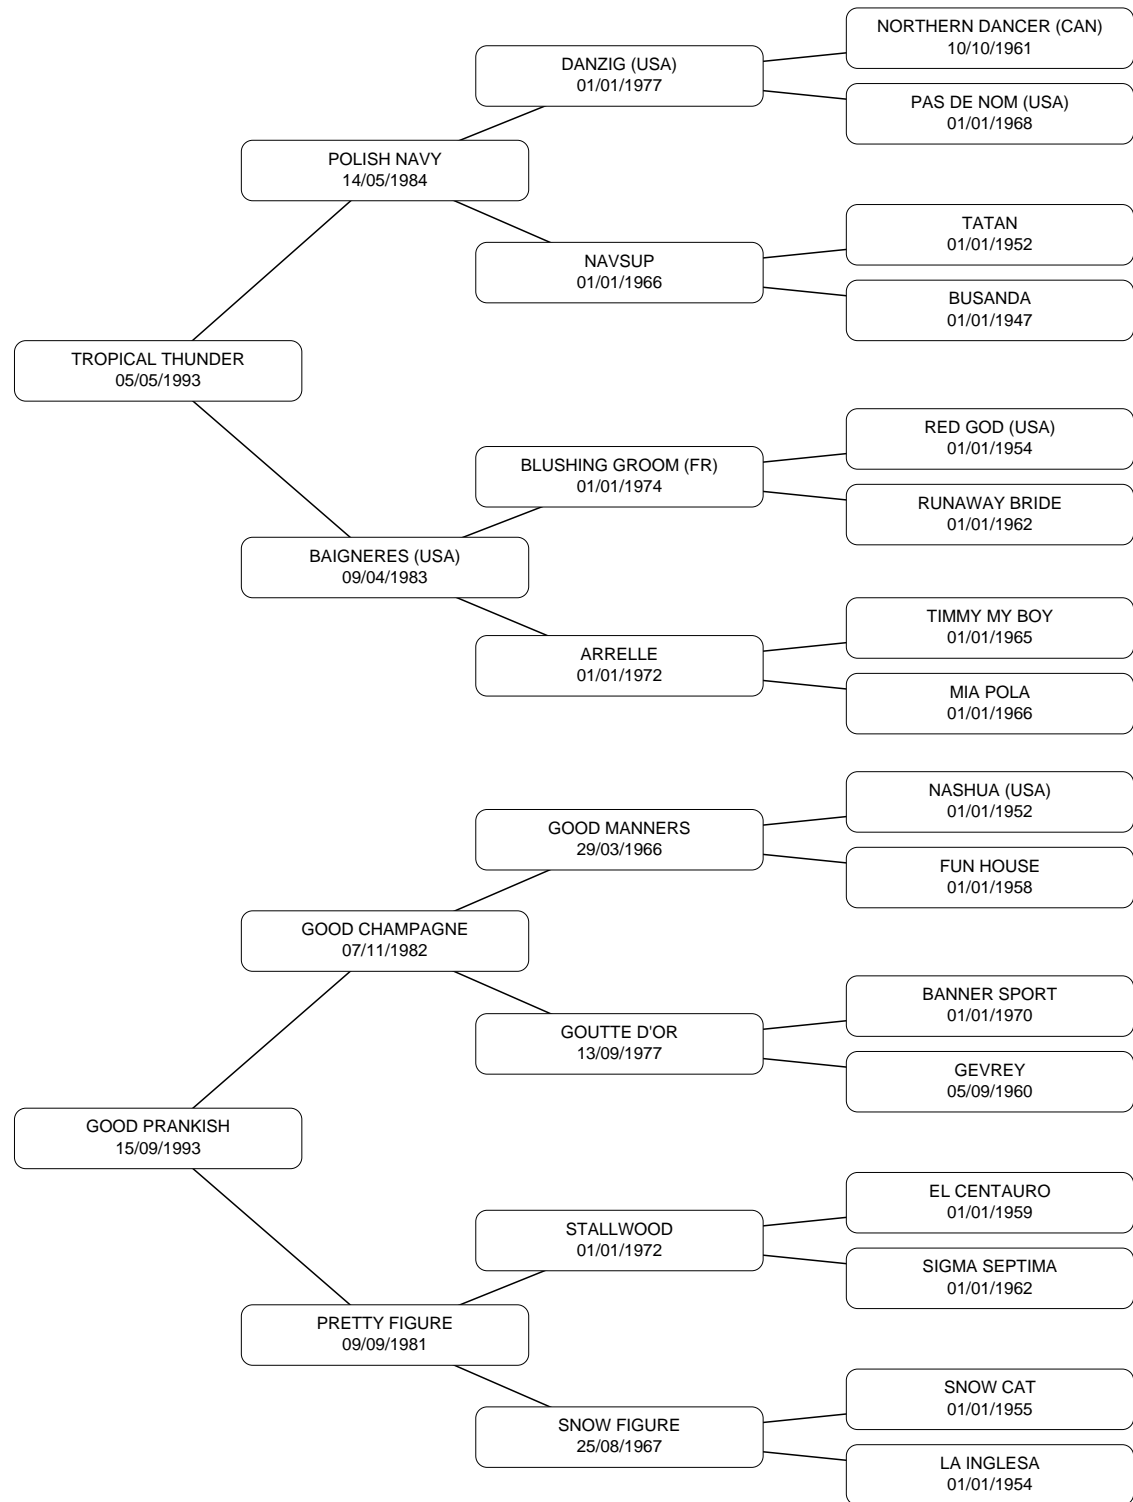 NORTHERN DANCER (CAN)
10/10/1961
DANZIG (USA)
01/01/1977
PAS DE NOM (USA)
01/01/1968
POLISH NAVY
14/05/1984
TATAN
01/01/1952
NAVSUP
01/01/1966
BUSANDA
01/01/1947
TROPICAL THUNDER
05/05/1993
RED GOD (USA)
01/01/1954
BLUSHING GROOM (FR)
01/01/1974
RUNAWAY BRIDE
01/01/1962
BAIGNERES (USA)
09/04/1983
TIMMY MY BOY
01/01/1965
ARRELLE
01/01/1972
MIA POLA
01/01/1966
NASHUA (USA)
01/01/1952
GOOD MANNERS
29/03/1966
FUN HOUSE
01/01/1958
GOOD CHAMPAGNE
07/11/1982
BANNER SPORT
01/01/1970
GOUTTE D'OR
13/09/1977
GEVREY
05/09/1960
GOOD PRANKISH
15/09/1993
EL CENTAURO
01/01/1959
STALLWOOD
01/01/1972
SIGMA SEPTIMA
01/01/1962
PRETTY FIGURE
09/09/1981
SNOW CAT
01/01/1955
SNOW FIGURE
25/08/1967
LA INGLESA
01/01/1954